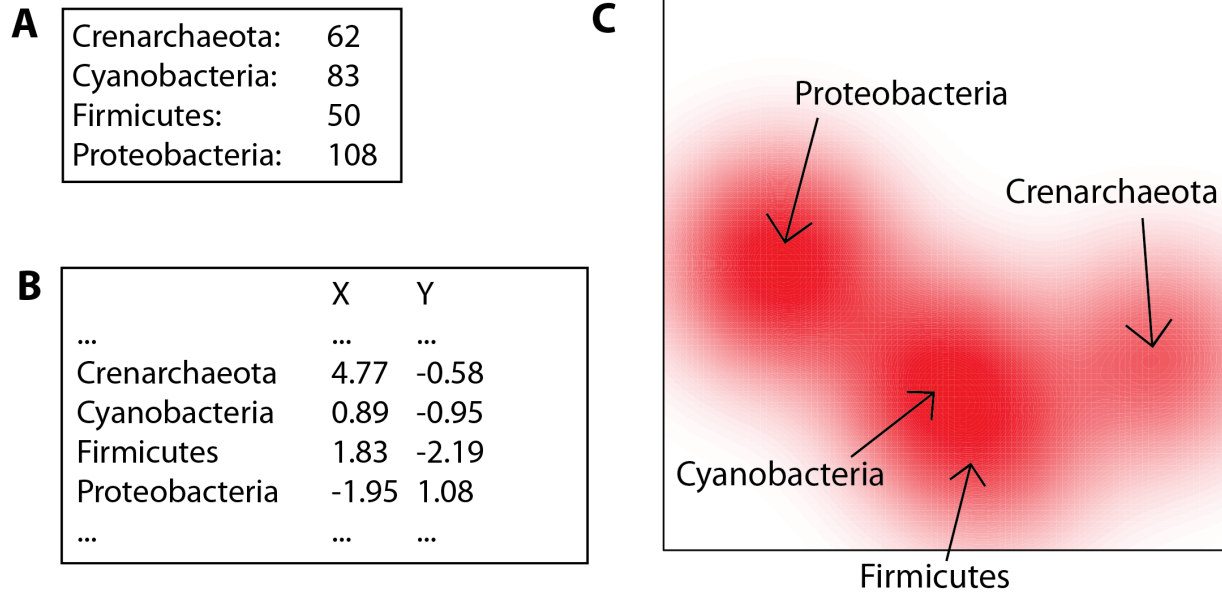 A
Crenarchaeota: 62
Cyanobacteria: 83
Firmicutes: 50
Proteobacteria: 108
B
X Y
... ... ...
Crenarchaeota 4.77 -0.58
Cyanobacteria 0.89 -0.95
Firmicutes 1.83 -2.19
Proteobacteria -1.95 1.08
... ... ...
C
Proteobacteria
Crenarchaeota
Cyanobacteria
Firmicutes